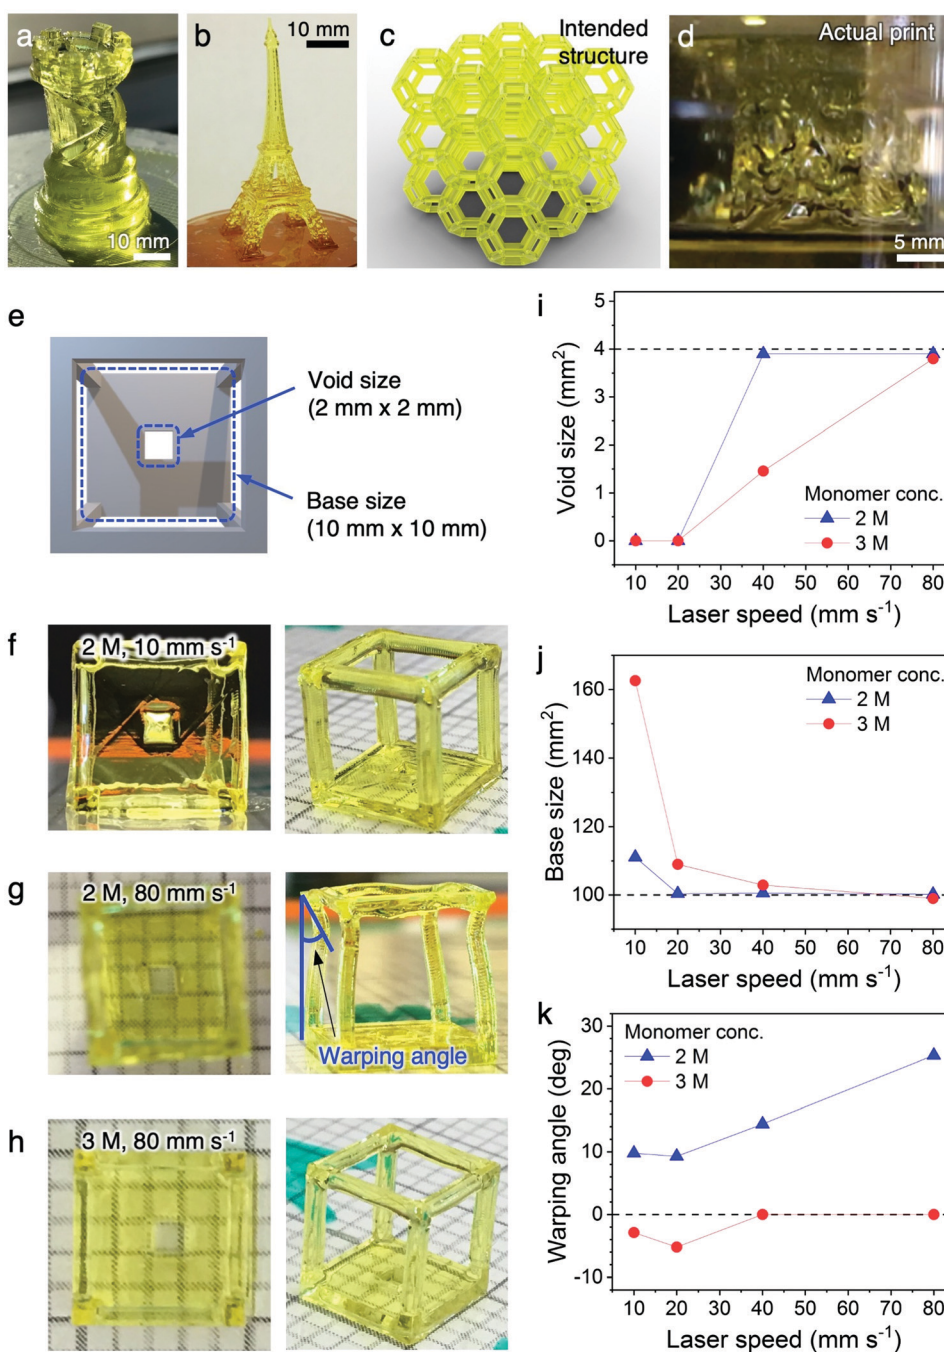 a
10 mm
b
10 mm
c
Intended
structure
d
Actual print
5 mm
e
Void size
(2 mm x 2 mm)
Base size
(10 mm x 10 mm)
f
2 M, 10 mm s⁻¹
g
2 M, 80 mm s⁻¹
Warping angle
h
3 M, 80 mm s⁻¹
i
5
4
3
2
1
0
Void size (mm²)
Monomer conc.
2 M
3 M
10 20 30 40 50 60 70 80
Laser speed (mm s⁻¹)
j
160
140
120
100
80
Base size (mm²)
Monomer conc.
2 M
3 M
10 20 30 40 50 60 70 80
Laser speed (mm s⁻¹)
k
30
20
10
0
-10
Warping angle (deg)
Monomer conc.
2 M
3 M
10 20 30 40 50 60 70 80
Laser speed (mm s⁻¹)